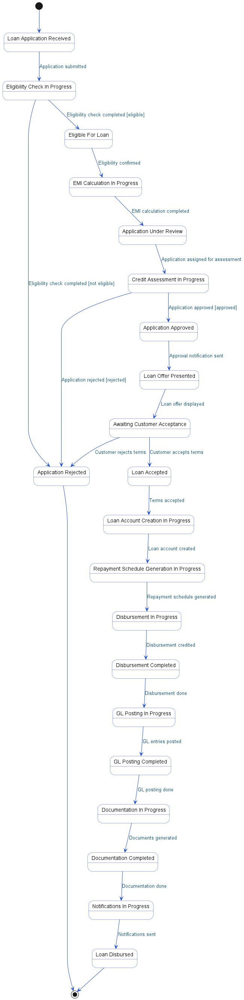 Loan Application Received
Application submitted
Eligibility Check In Progress
Eligibility check completed [eligible]
Eligible For Loan
Eligibility confirmed
EMI Calculation In Progress
EMI calculation completed
Application Under Review
Application assigned for assessment
Credit Assessment In Progress
Eligibility check completed [not eligible]
Application approved [approved]
Application Approved
Approval notification sent
Loan Offer Presented
Application rejected [rejected]
Loan offer displayed
Awaiting Customer Acceptance
Customer rejects terms
Customer accepts terms
Application Rejected
Loan Accepted
Terms accepted
Loan Account Creation In Progress
Loan account created
Repayment Schedule Generation In Progress
Repayment schedule generated
Disbursement In Progress
Disbursement credited
Disbursement Completed
Disbursement done
GL Posting In Progress
GL entries posted
GL Posting Completed
GL posting done
Documentation In Progress
Documents generated
Documentation Completed
Documentation done
Notifications In Progress
Notifications sent
Loan Disbursed